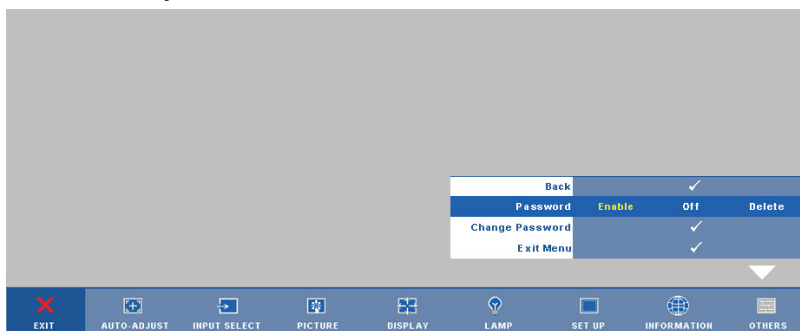 Back
Password Enable Off Delete
Change Password
Exit Menu
EXIT AUTO-ADJUST INPUT SELECT PICTURE DISPLAY LAMP SET UP INFORMATION OTHERS